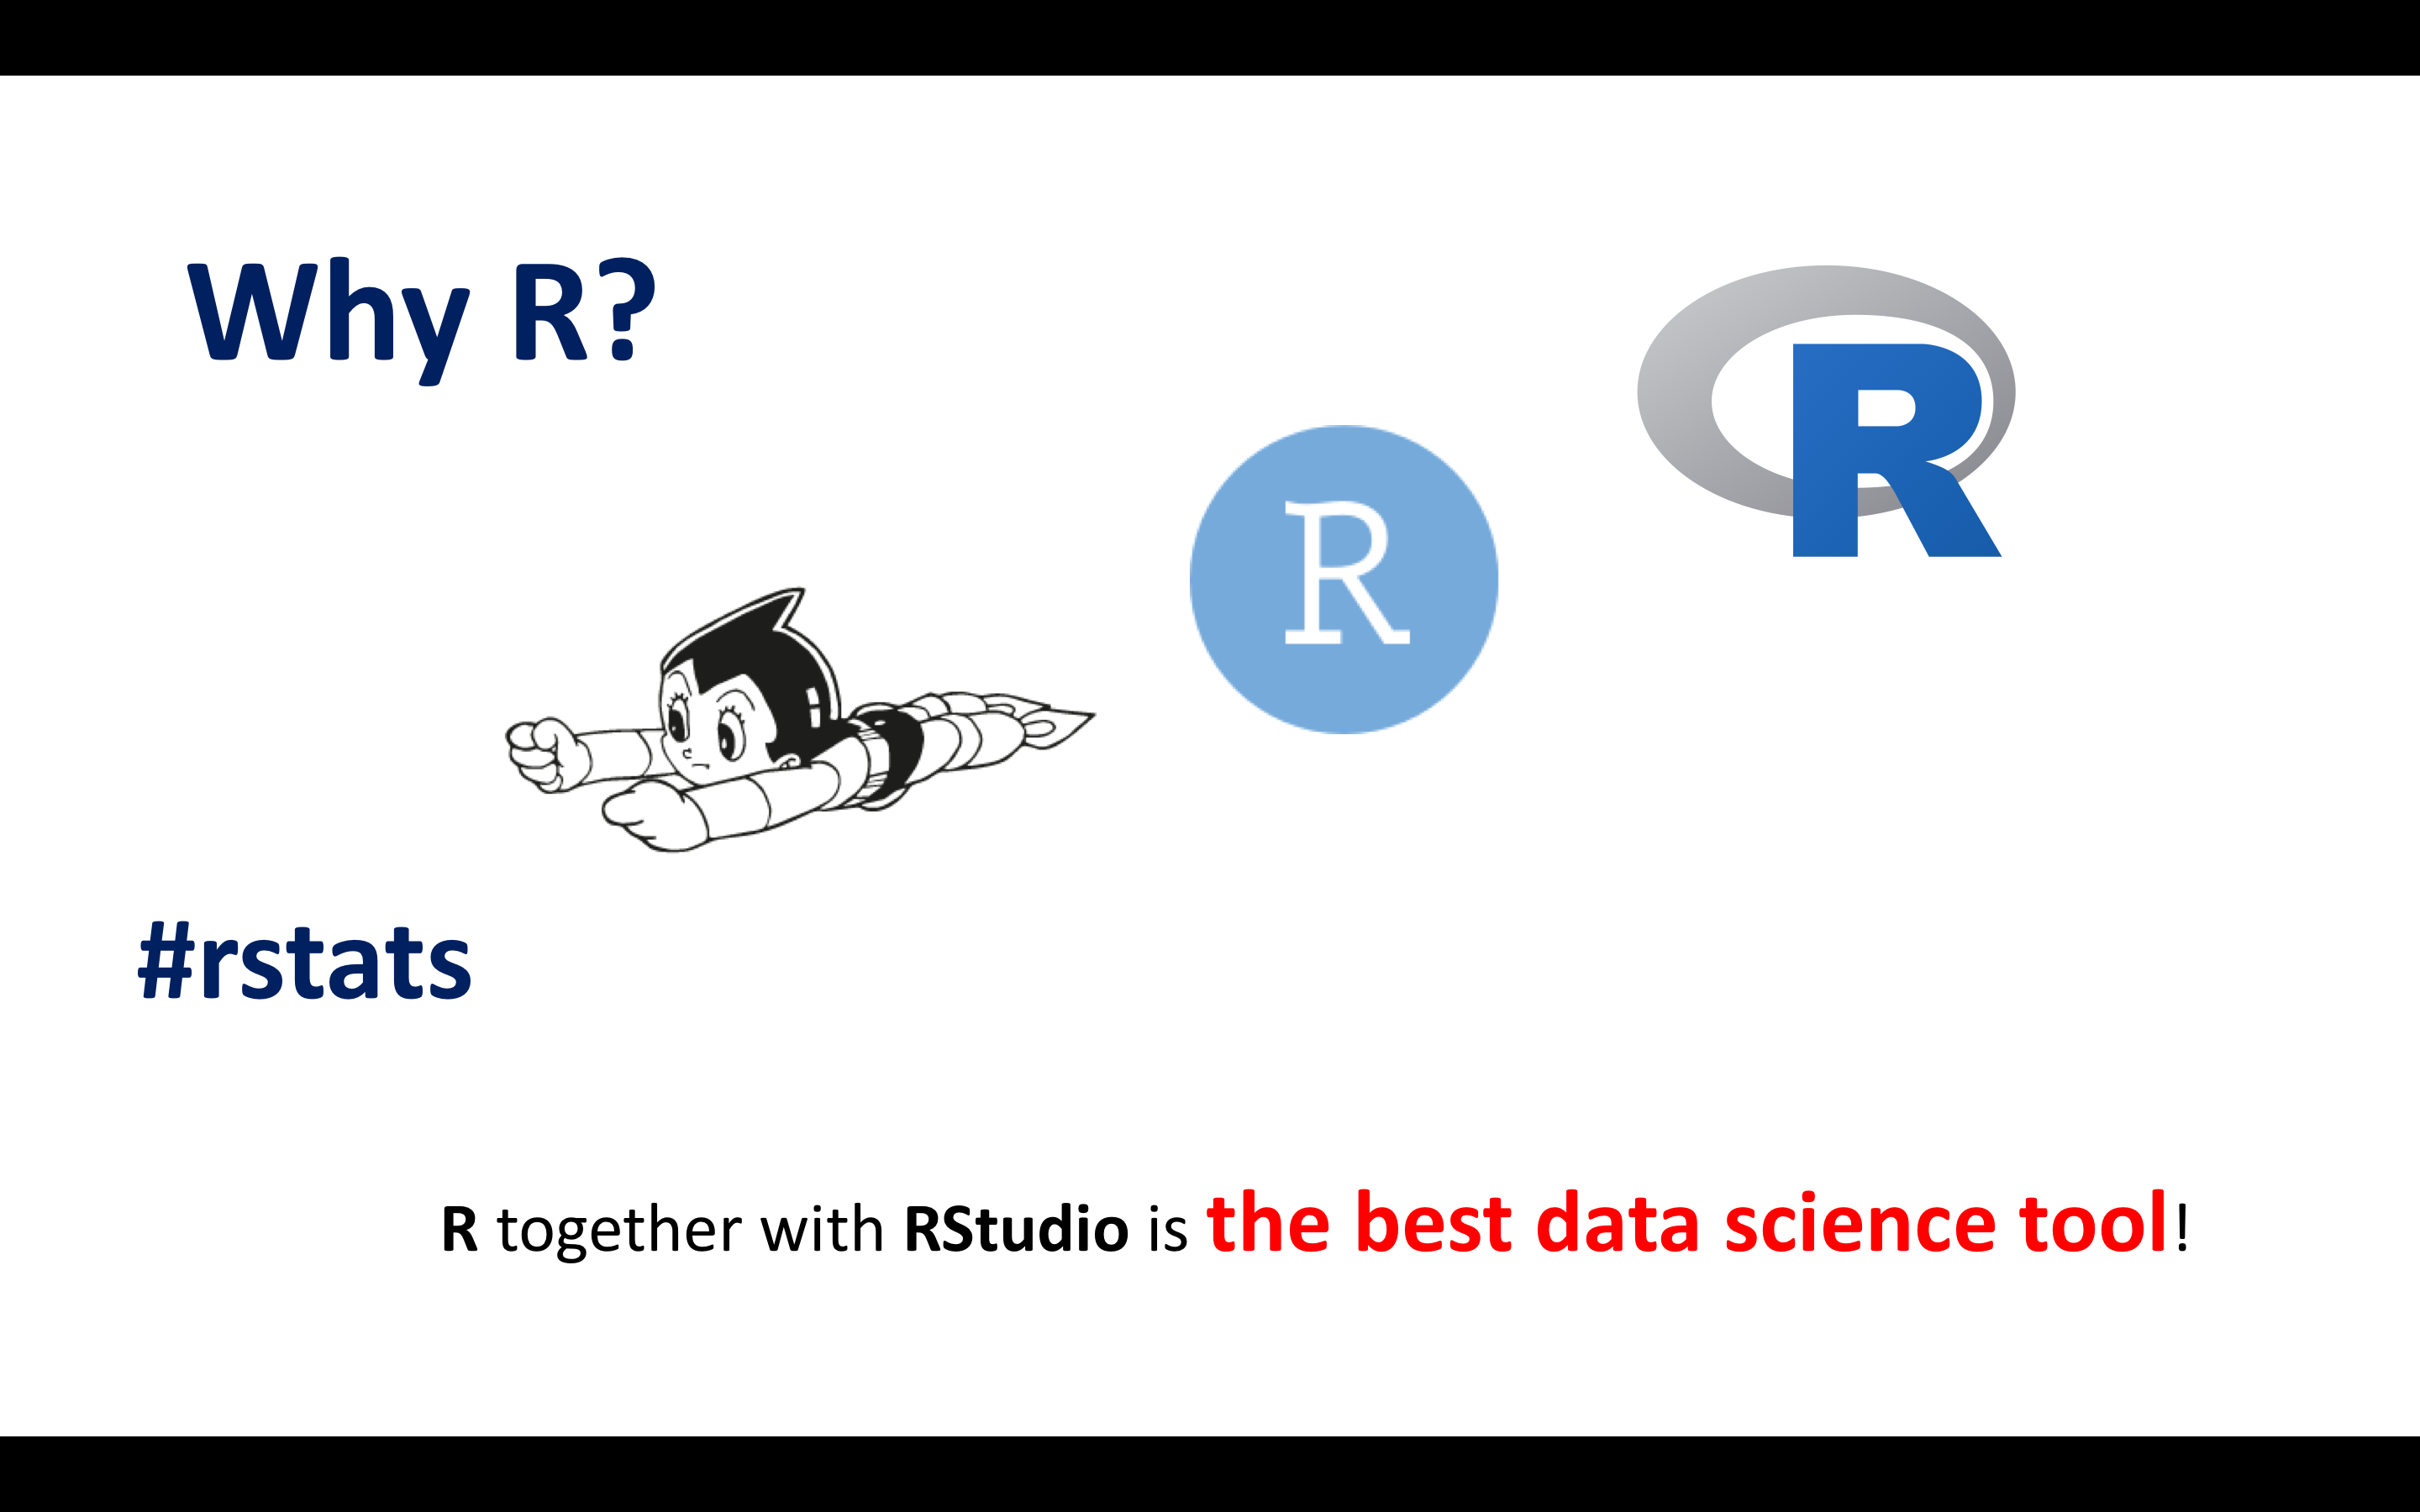 Why R?
R
R
#rstats
R together with RStudio is the best data science tool!